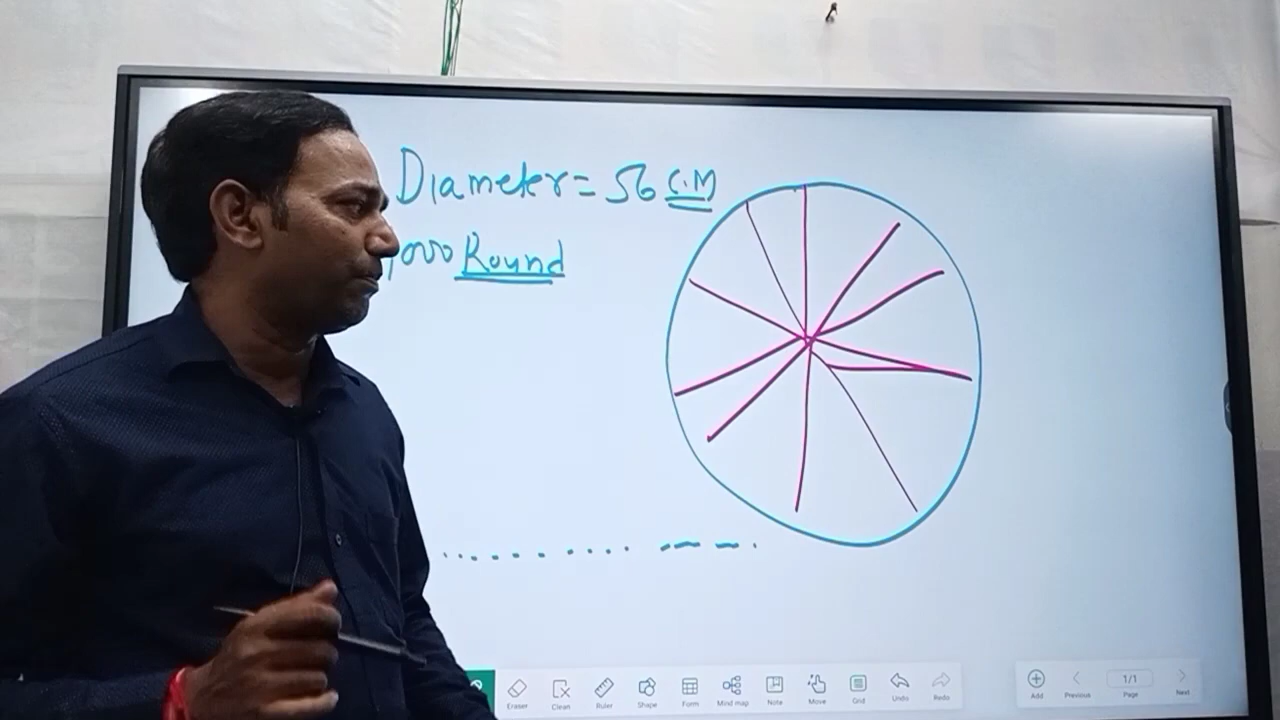 Diameter = 56 C.M
1000 Round
Eraser Clean Ruler Shape Form Mind map Note Move Grid Undo Redo
Add Previous 1/1 Page Next